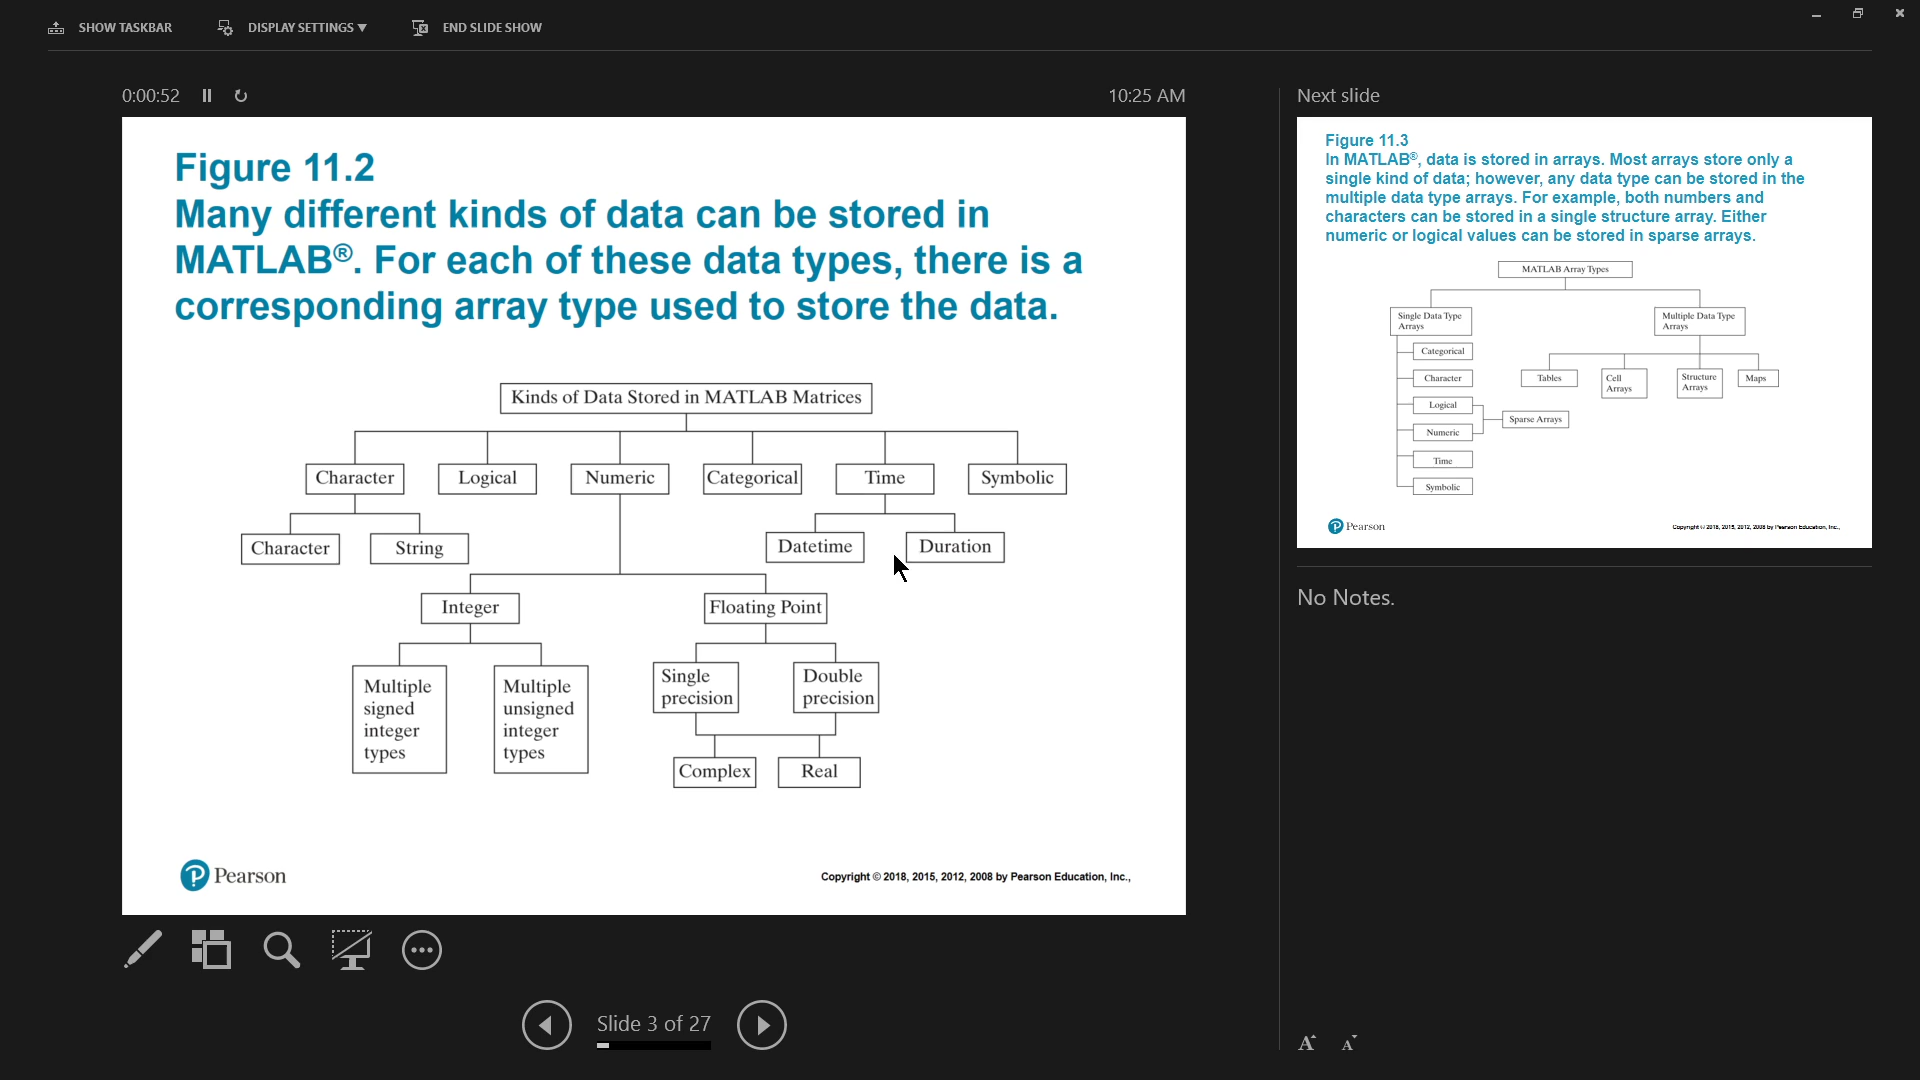 SHOW TASKBAR
DISPLAY SETTINGS ▼
END SLIDE SHOW
0:00:52
10:25 AM
Figure 11.2
Many different kinds of data can be stored in
MATLAB®. For each of these data types, there is a
corresponding array type used to store the data.
Kinds of Data Stored in MATLAB Matrices
Character
Logical
Numeric
Categorical
Time
Symbolic
Character
String
Datetime
Duration
Integer
Floating Point
Multiple
signed
integer
types
Multiple
unsigned
integer
types
Single
precision
Double
precision
Complex
Real
P Pearson
Copyright © 2018, 2015, 2012, 2008 by Pearson Education, Inc.,
Slide 3 of 27
Next slide
Figure 11.3
In MATLAB®, data is stored in arrays. Most arrays store only a
single kind of data; however, any data type can be stored in the
multiple data type arrays. For example, both numbers and
characters can be stored in a single structure array. Either
numeric or logical values can be stored in sparse arrays.
MATLAB Array Types
Single Data Type
Arrays
Multiple Data Type
Arrays
Categorical
Character
Logical
Numeric
Time
Symbolic
Sparse Arrays
Tables
Cell
Arrays
Structure
Arrays
Maps
P Pearson
Copyright © 2018, 2015, 2012, 2008 by Pearson Education, Inc.,
No Notes.
A A